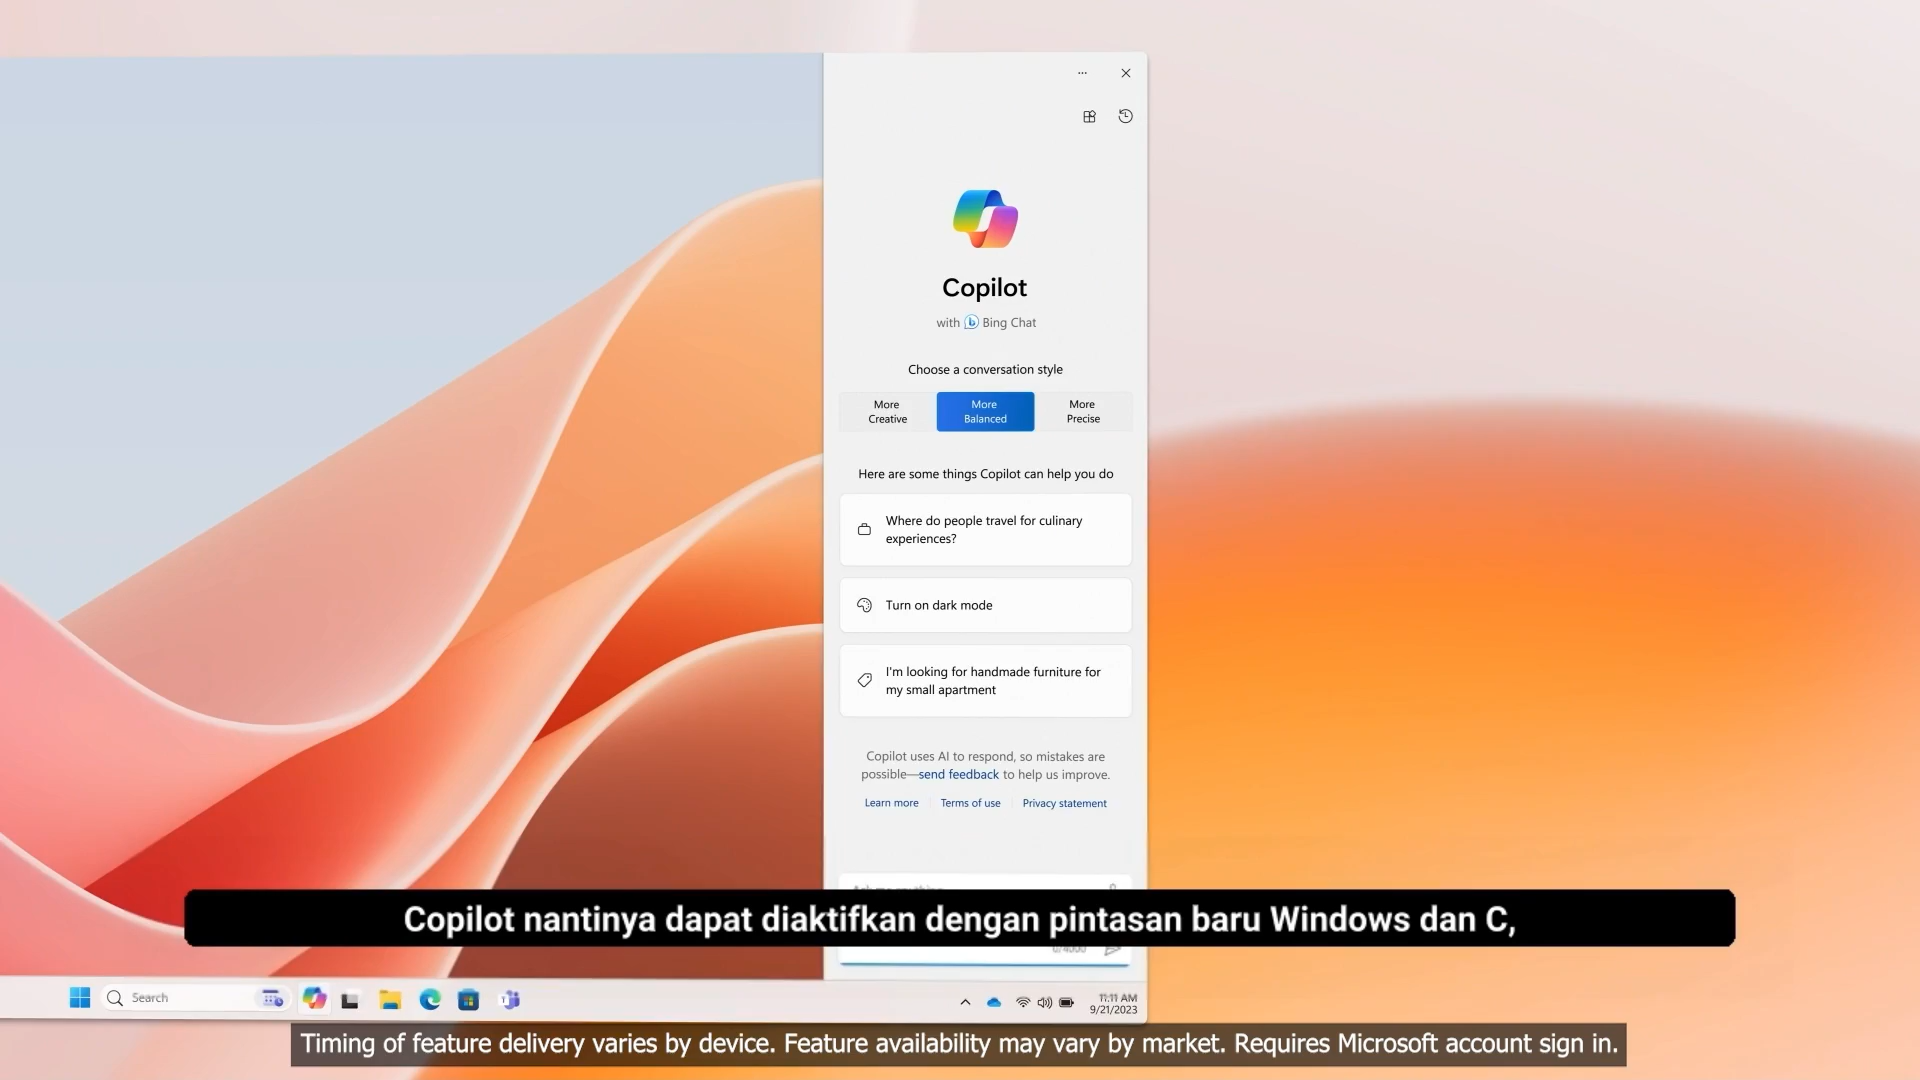 Copilot
with Bing Chat
Choose a conversation style
More
Creative
More
Balanced
More
Precise
Here are some things Copilot can help you do
Where do people travel for culinary
experiences?
Turn on dark mode
I'm looking for handmade furniture for
my small apartment
Copilot uses AI to respond, so mistakes are
possible—send feedback to help us improve.
Learn more
Terms of use
Privacy statement
Copilot nantinya dapat diaktifkan dengan pintasan baru Windows dan C,
Search
11:11 AM
9/21/2023
Timing of feature delivery varies by device. Feature availability may vary by market. Requires Microsoft account sign in.